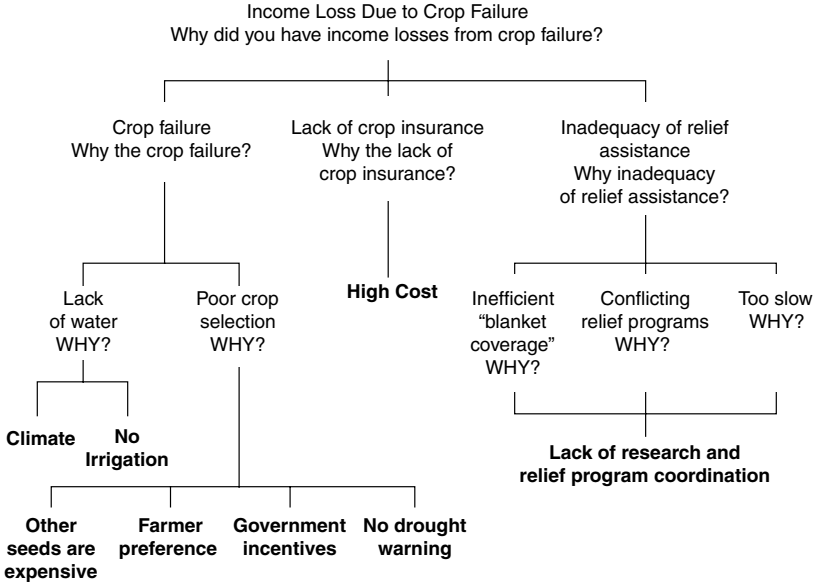 Income Loss Due to Crop Failure
Why did you have income losses from crop failure?
Crop failure
Why the crop failure?
Lack of crop insurance
Why the lack of
crop insurance?
Inadequacy of relief
assistance
Why inadequacy
of relief assistance?
Lack
of water
WHY?
Poor crop
selection
WHY?
High Cost
Inefficient
“blanket
coverage”
WHY?
Conflicting
relief programs
WHY?
Too slow
WHY?
Climate
No
Irrigation
Lack of research and
relief program coordination
Other
seeds are
expensive
Farmer
preference
Government
incentives
No drought
warning